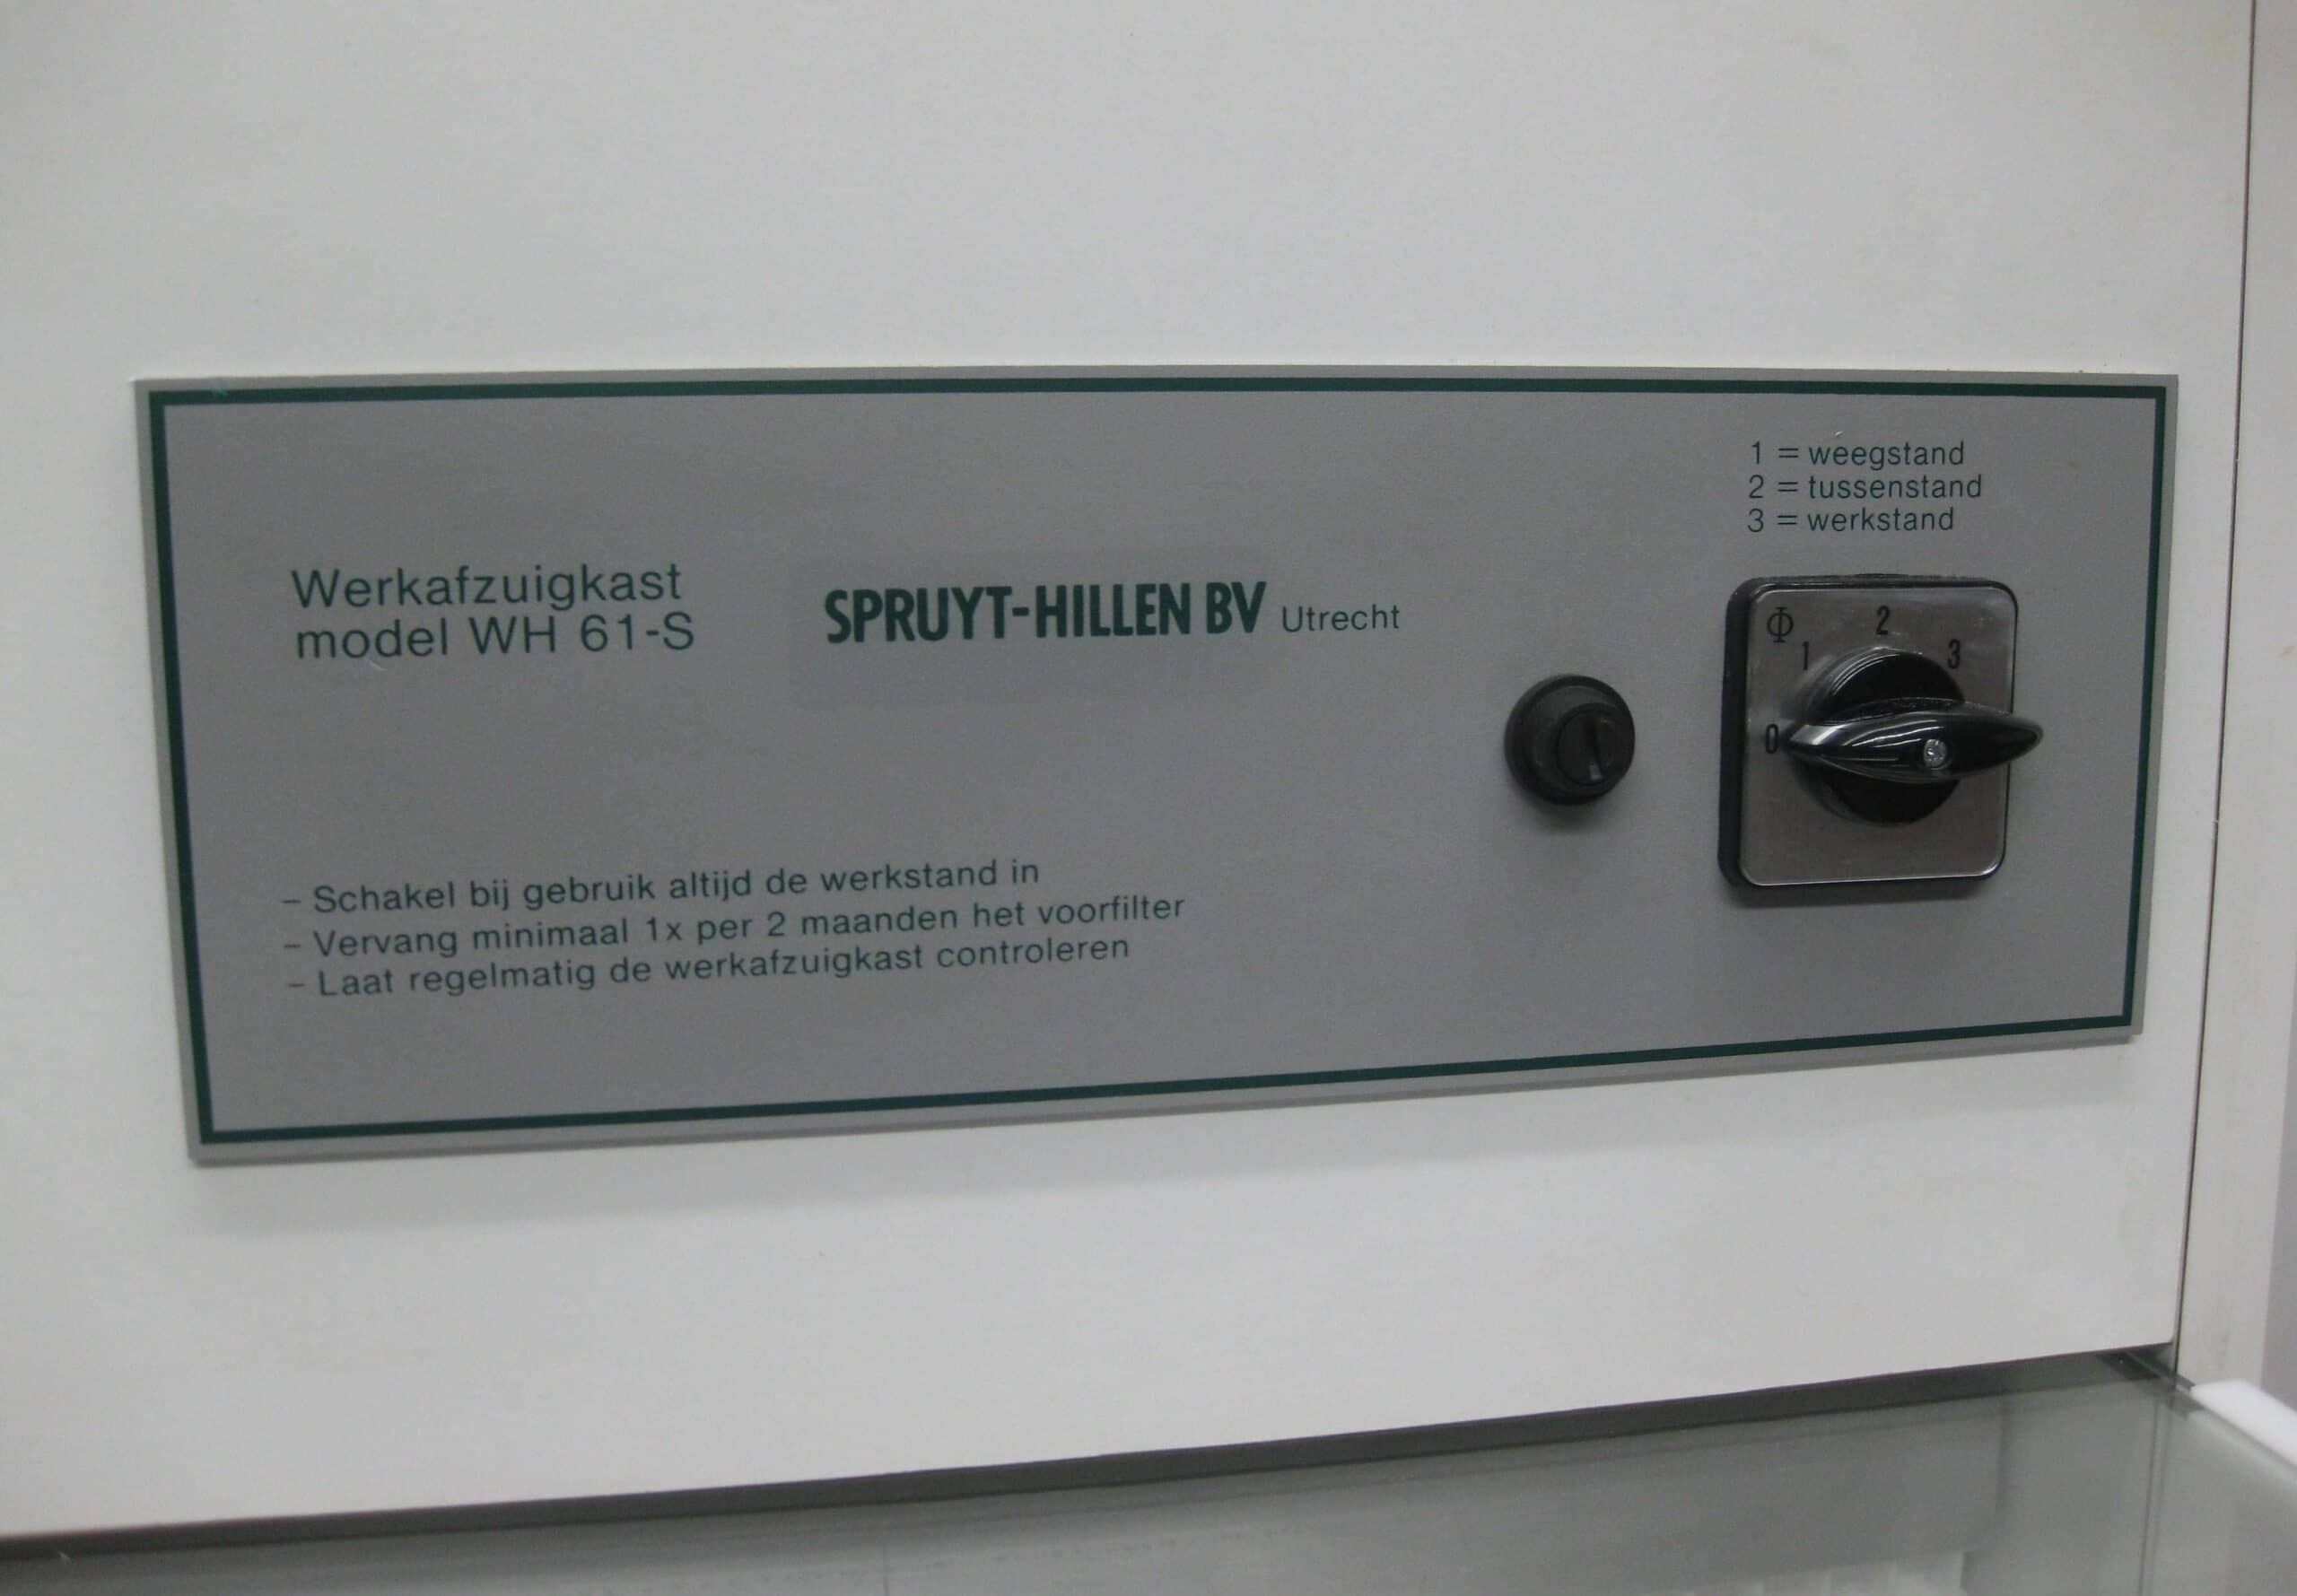 1 = weegstand
2 = tussenstand
3 = werkstand
Werkafzuigkast
model WH 61-S
SPRUYT-HILLEN BV Utrecht
Φ
2
1
3
0
– Schakel bij gebruik altijd de werkstand in
– Vervang minimaal 1x per 2 maanden het voorfilter
– Laat regelmatig de werkafzuigkast controleren